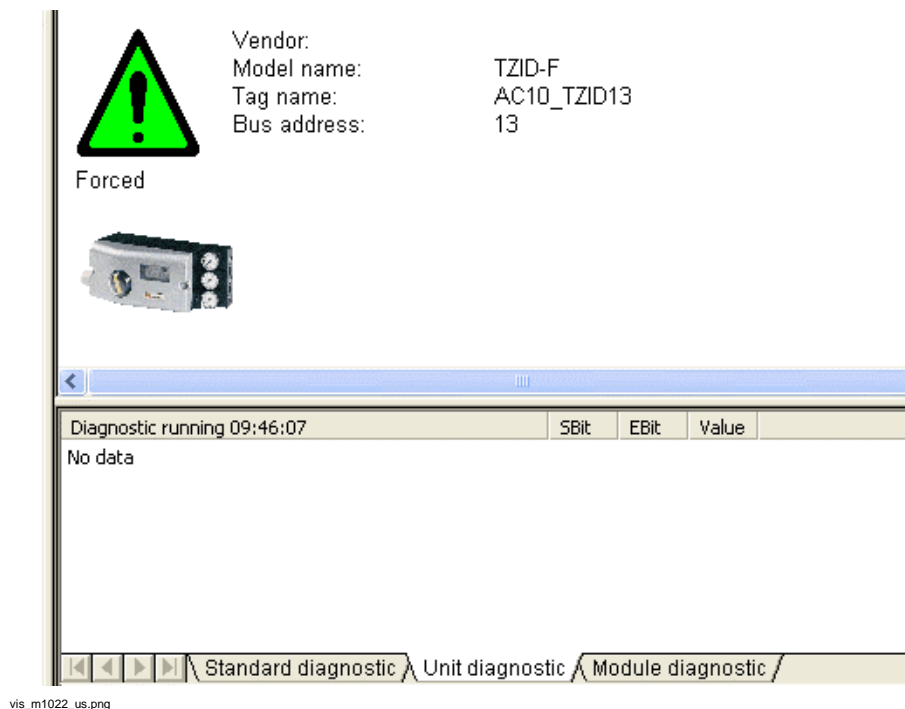 Vendor:
Model name: TZID-F
Tag name: AC10_TZID13
Bus address: 13
Forced
Diagnostic running 09:46:07 SBit EBit Value
No data
Standard diagnostic Unit diagnostic Module diagnostic
vis_m1022_us.png